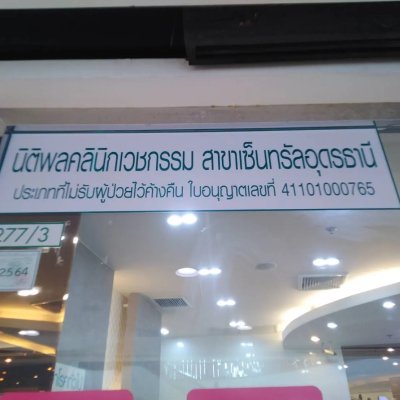 นิติพลคลินิกเวชกรรม สาขาเซ็นทรัลอุดรธานี
ประเภทที่ไม่รับผู้ป่วยไว้ค้างคืน ใบอนุญาตเลขที่ 41101000765
277/3
2564